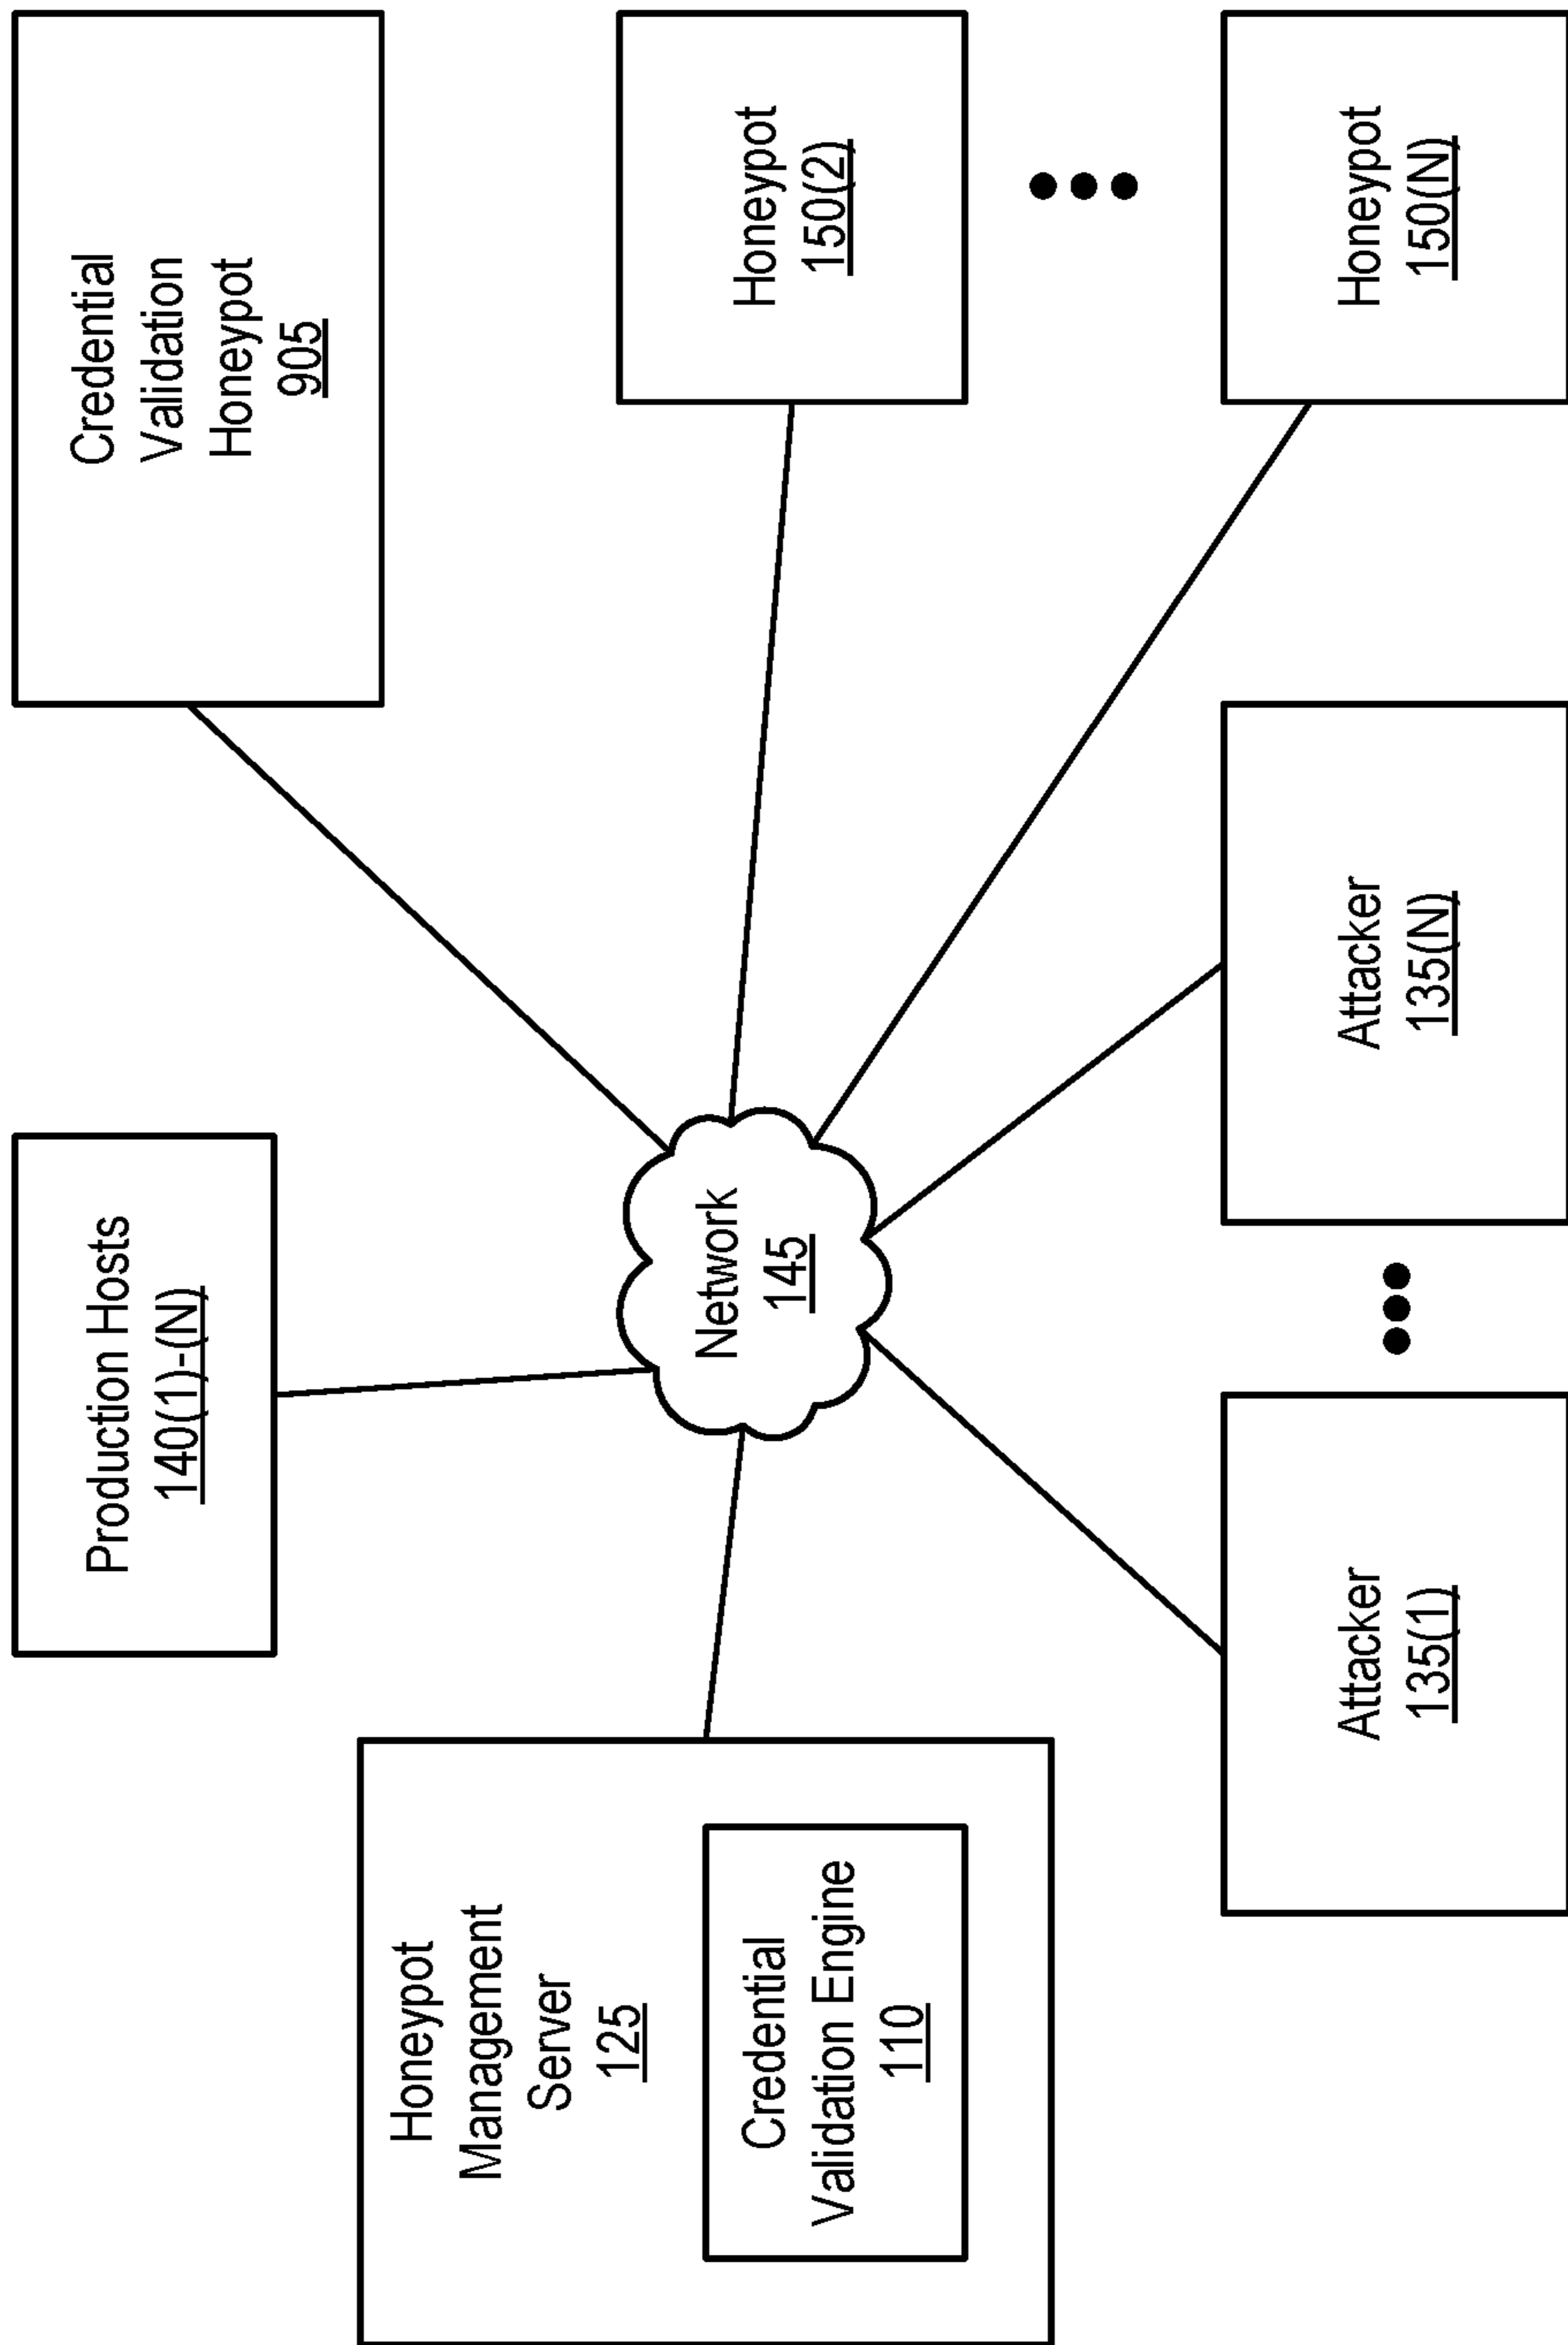 Production Hosts
140(1)-(N)
Credential
Validation
Honeypot
905
Honeypot
Management
Server
125
Credential
Validation Engine
110
Network
145
Honeypot
150(2)
Honeypot
150(N)
Attacker
135(1)
Attacker
135(N)